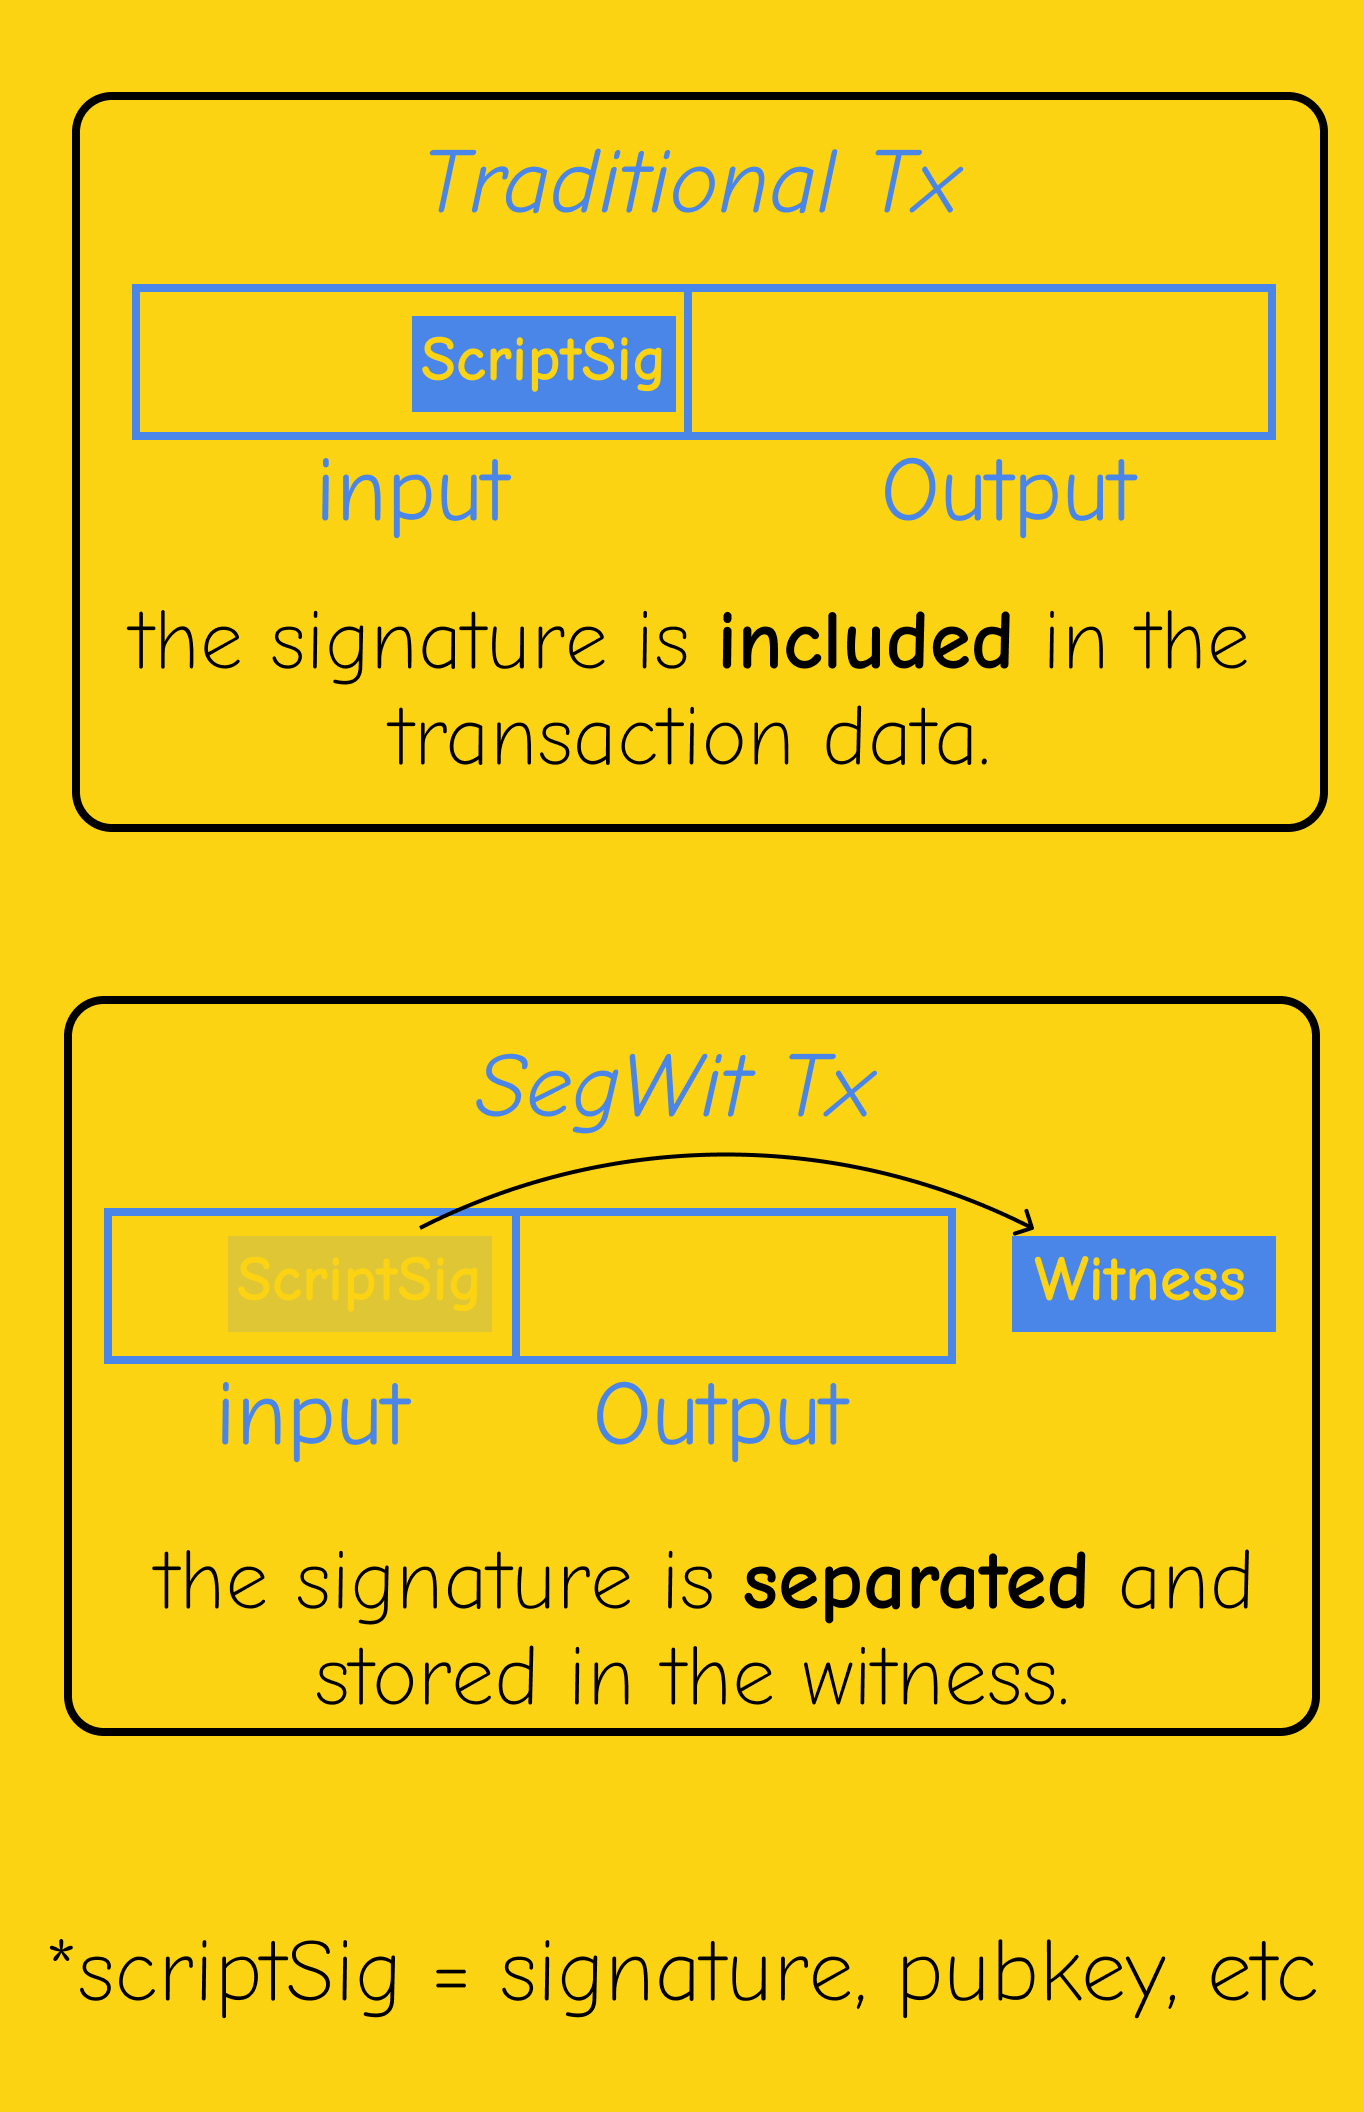 Traditional Tx
ScriptSig
input Output
the signature is included in the
transaction data.
SegWit Tx
ScriptSig Witness
input Output
the signature is separated and
stored in the witness.
*scriptSig = signature, pubkey, etc